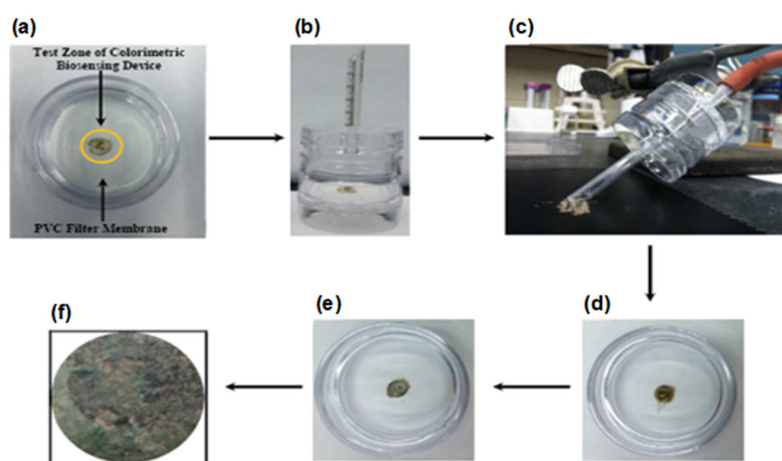 (a)
Test Zone of Colorimetric
Biosensing Device
PVC Filter Membrane
(b)
(c)
(d)
(e)
(f)